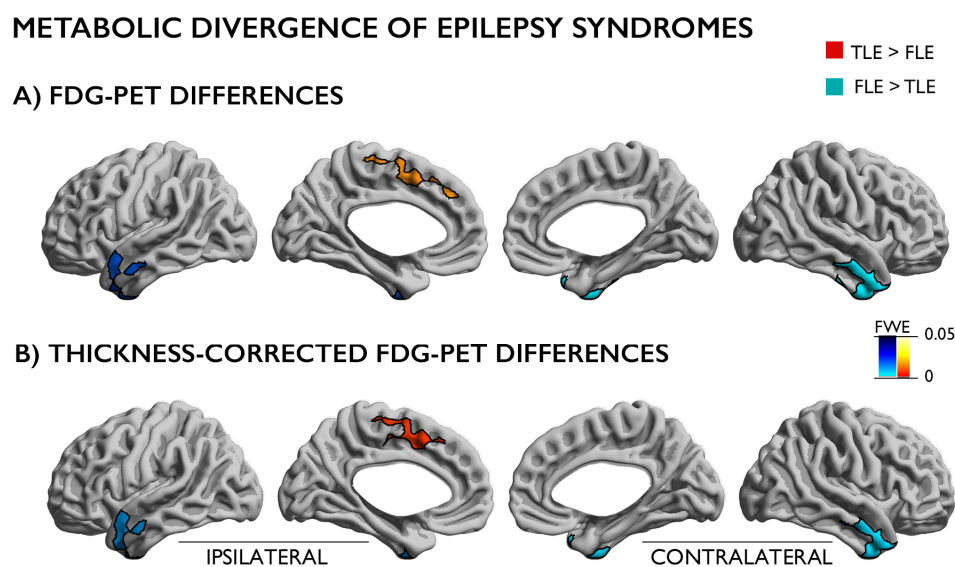 METABOLIC DIVERGENCE OF EPILEPSY SYNDROMES
TLE > FLE
FLE > TLE
A) FDG-PET DIFFERENCES
FWE
0.05
0
B) THICKNESS-CORRECTED FDG-PET DIFFERENCES
IPSILATERAL
CONTRALATERAL